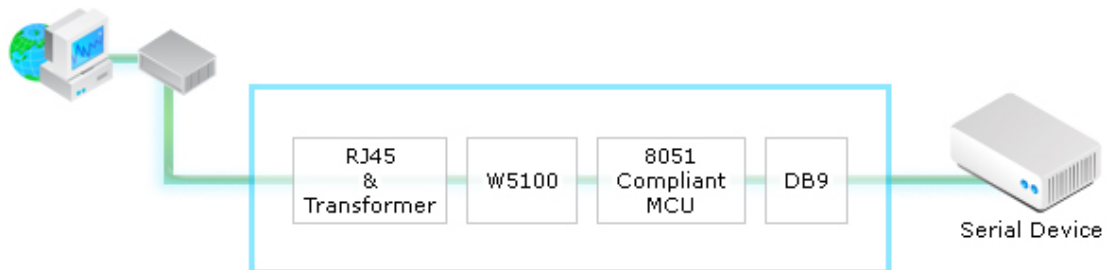 RJ45
&
Transformer
W5100
8051
Compliant
MCU
DB9
Serial Device